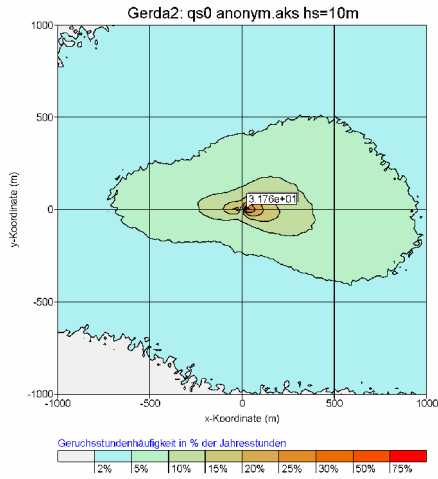 Gerda2: qs0 anonym.aks hs=10m
1000
500
0
-500
-1000
y-Koordinate (m)
3.176e+01
-1000 -500 0 500 1000
x-Koordinate (m)
Geruchsstundenhäufigkeit in % der Jahresstunden
2% 5% 10% 15% 20% 25% 30% 50% 75%